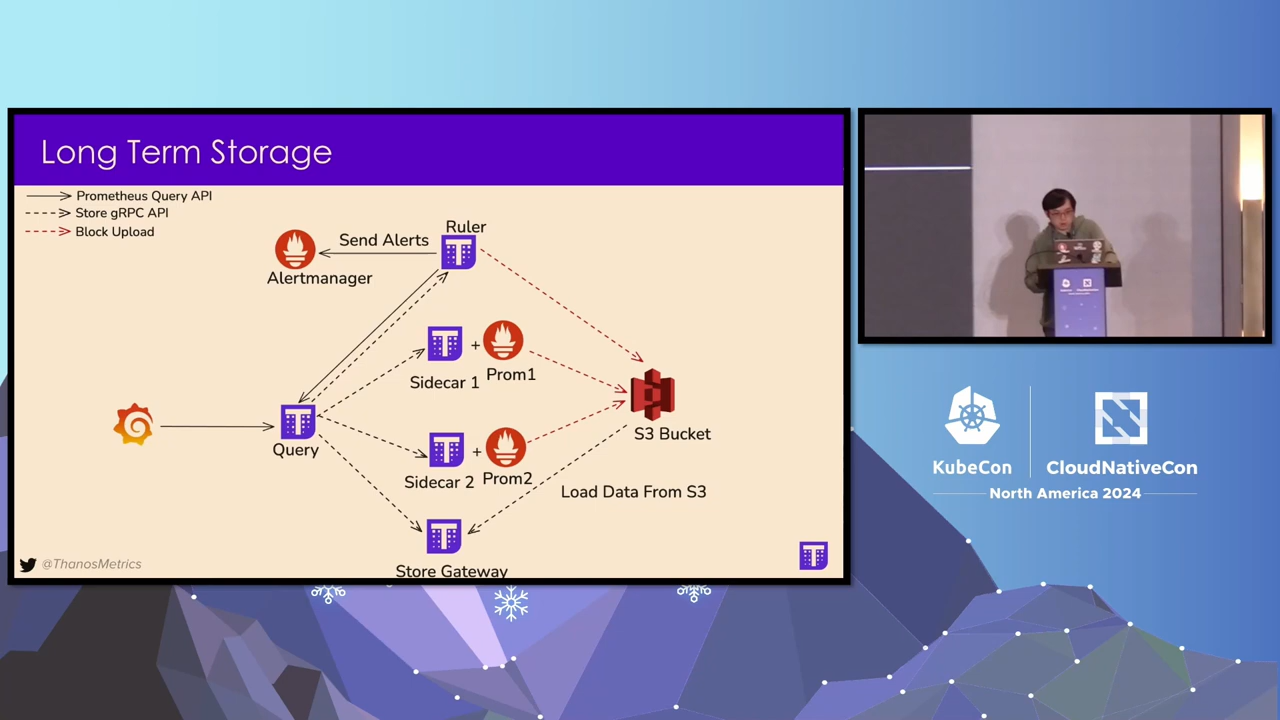 Long Term Storage
Prometheus Query API
Store gRPC API
Block Upload
Ruler
Send Alerts
Alertmanager
+
Sidecar 1
Prom1
Query
+
Sidecar 2
Prom2
S3 Bucket
Load Data From S3
Store Gateway
@ThanosMetrics
KubeCon
CloudNativeCon
North America 2024